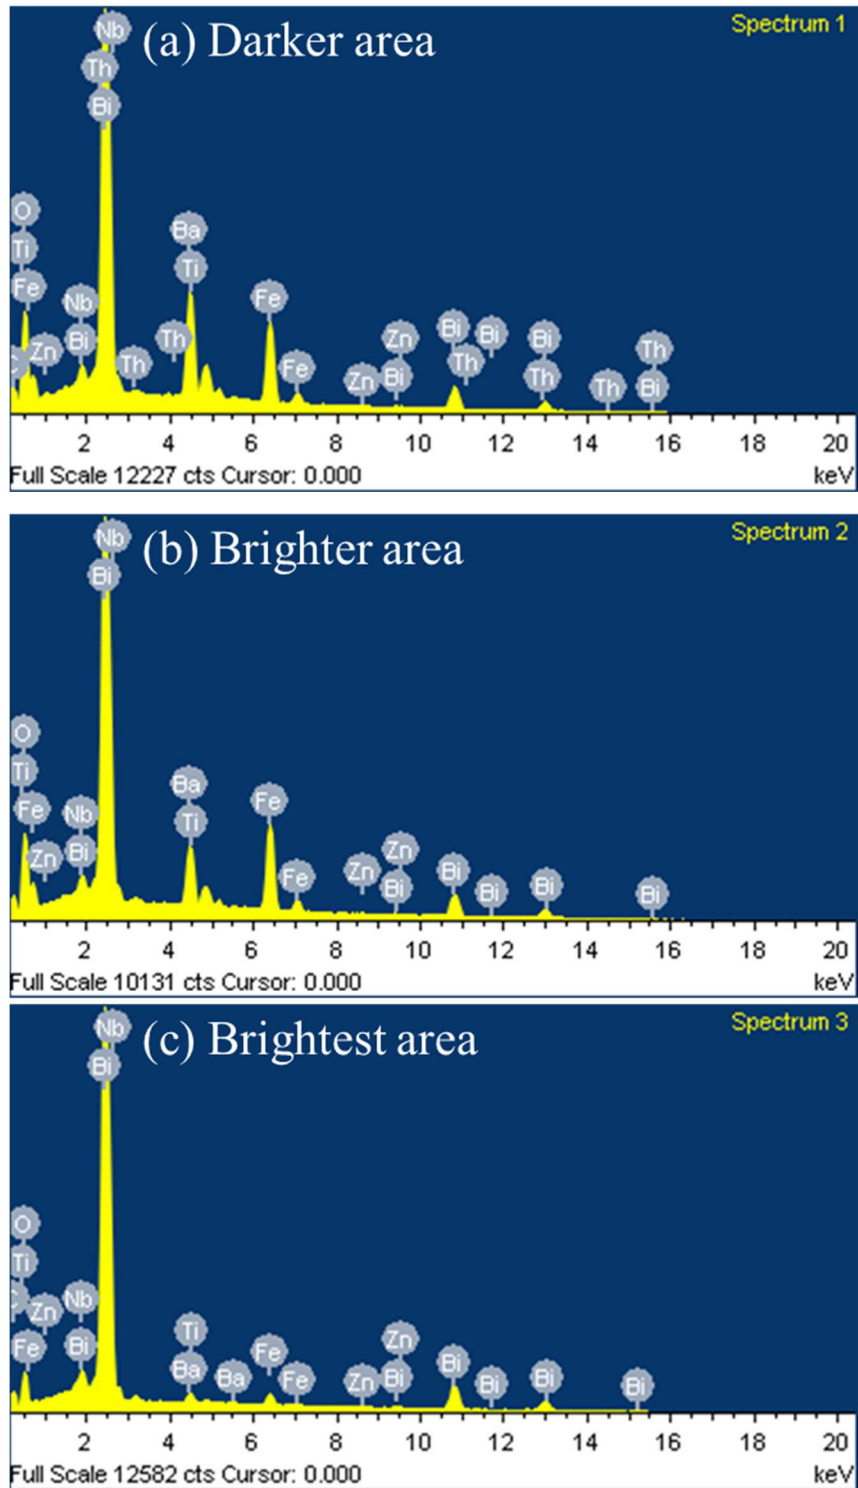 Nb
(a) Darker area
Spectrum 1
Th
Bi
O
Ba
Ti
Ti
Fe
Nb
Fe
Zn
Bi
Bi
Bi
Th
Th
Zn
Bi
Th
Th
Fe
Zn
Bi
Th
Th
Bi
2 4 6 8 10 12 14 16 18 20
Full Scale 12227 cts Cursor: 0.000 keV
Nb
(b) Brighter area
Spectrum 2
Bi
O
Ti
Ba
Fe
Nb
Ti
Fe
Zn
Bi
Fe
Zn
Zn
Bi
Bi
Bi
Bi
Bi
2 4 6 8 10 12 14 16 18 20
Full Scale 10131 cts Cursor: 0.000 keV
Nb
(c) Brightest area
Spectrum 3
Bi
O
Ti
Zn
Nb
Ti
Fe
Zn
Fe
Bi
Ba
Ba
Fe
Zn
Bi
Bi
Bi
Bi
Bi
2 4 6 8 10 12 14 16 18 20
Full Scale 12582 cts Cursor: 0.000 keV